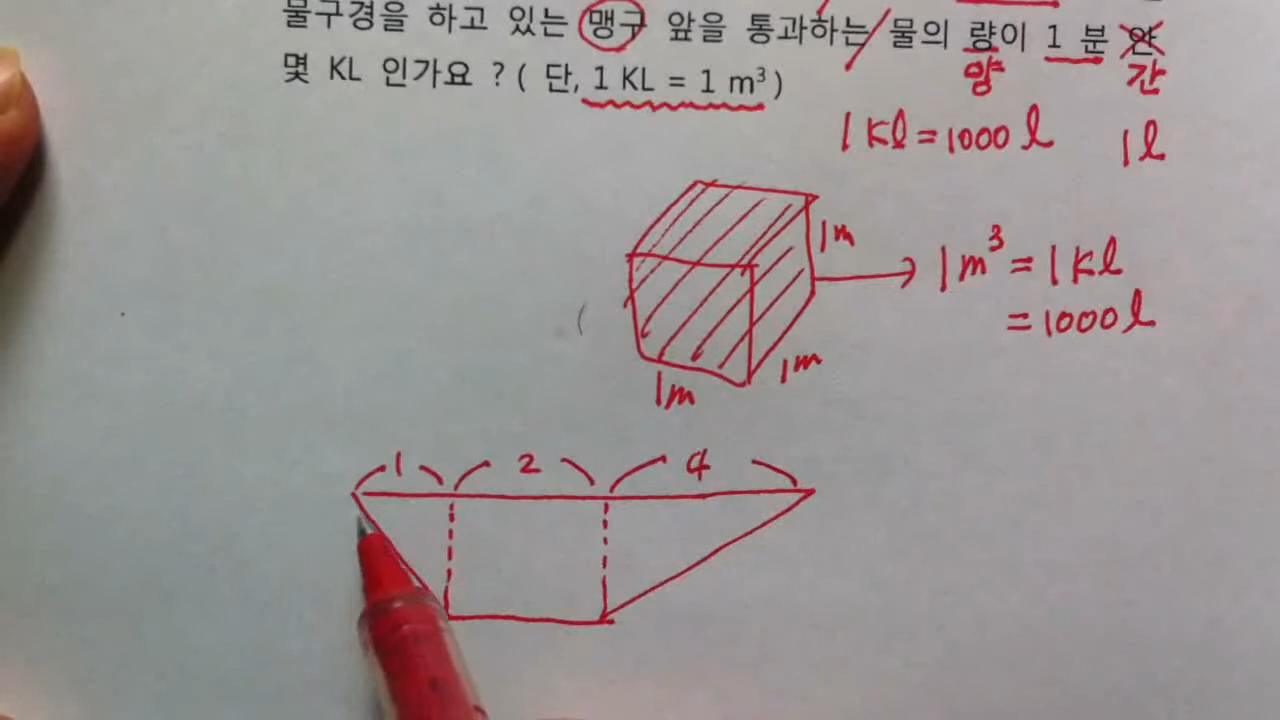 물구경을 하고 있는 맹구 앞을 통과하는 물의 량이 1 분 안
양 간
몇 KL 인가요 ? ( 단, 1 KL = 1 m³ )
1 kl = 1000 l 1 l
1m
1 m³ = 1 kl
= 1000 l
1m
1m
1 2 4